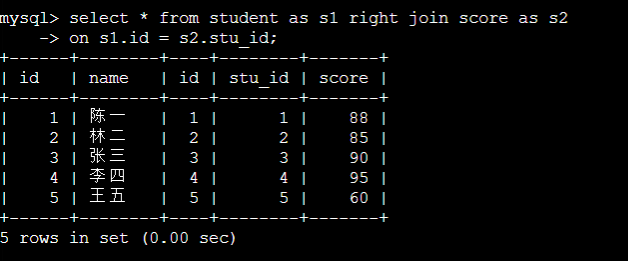 mysql> select * from student as s1 right join score as s2
    -> on s1.id = s2.stu_id;
+------+--------+----+--------+-------+
| id   | name   | id | stu_id | score |
+------+--------+----+--------+-------+
|    1 | 陈一   |  1 |      1 |    88 |
|    2 | 林二   |  2 |      2 |    85 |
|    3 | 张三   |  3 |      3 |    90 |
|    4 | 李四   |  4 |      4 |    95 |
|    5 | 王五   |  5 |      5 |    60 |
+------+--------+----+--------+-------+
5 rows in set (0.00 sec)